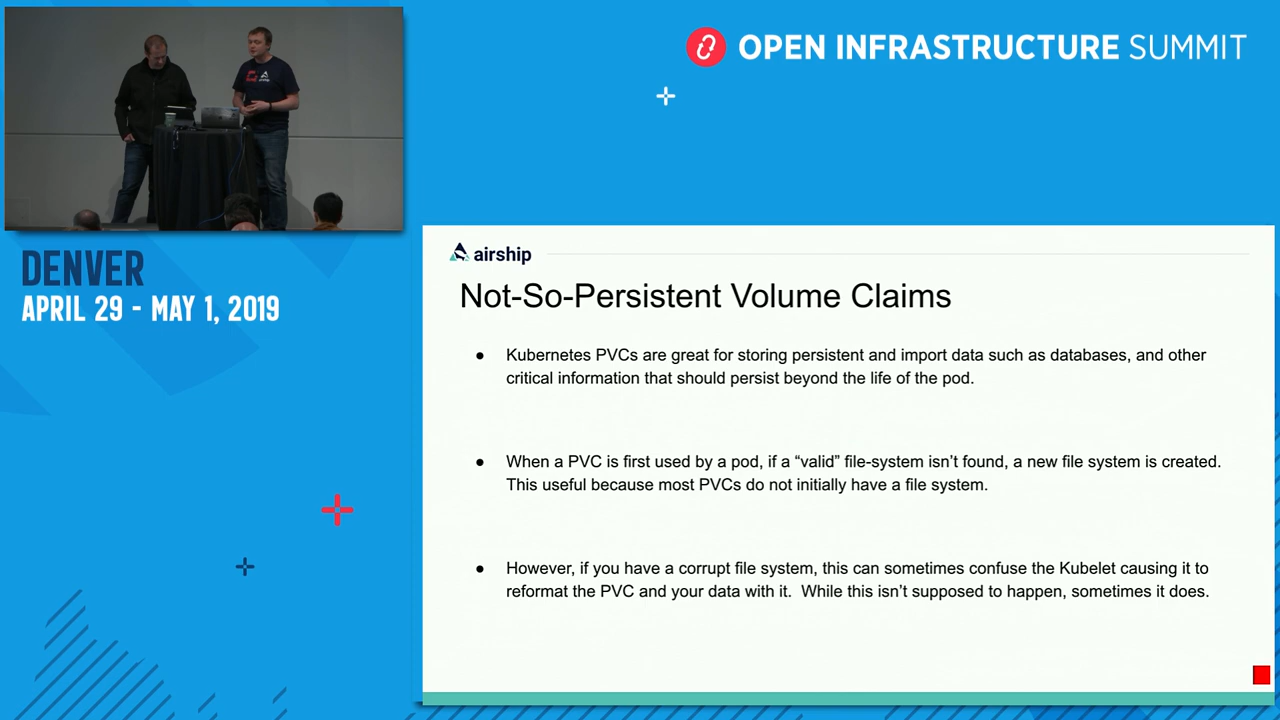 OPEN INFRASTRUCTURE SUMMIT
airship
DENVER
APRIL 29 - MAY 1, 2019
airship
Not-So-Persistent Volume Claims
● Kubernetes PVCs are great for storing persistent and import data such as databases, and other
critical information that should persist beyond the life of the pod.
● When a PVC is first used by a pod, if a “valid” file-system isn’t found, a new file system is created.
This useful because most PVCs do not initially have a file system.
● However, if you have a corrupt file system, this can sometimes confuse the Kubelet causing it to
reformat the PVC and your data with it.  While this isn’t supposed to happen, sometimes it does.